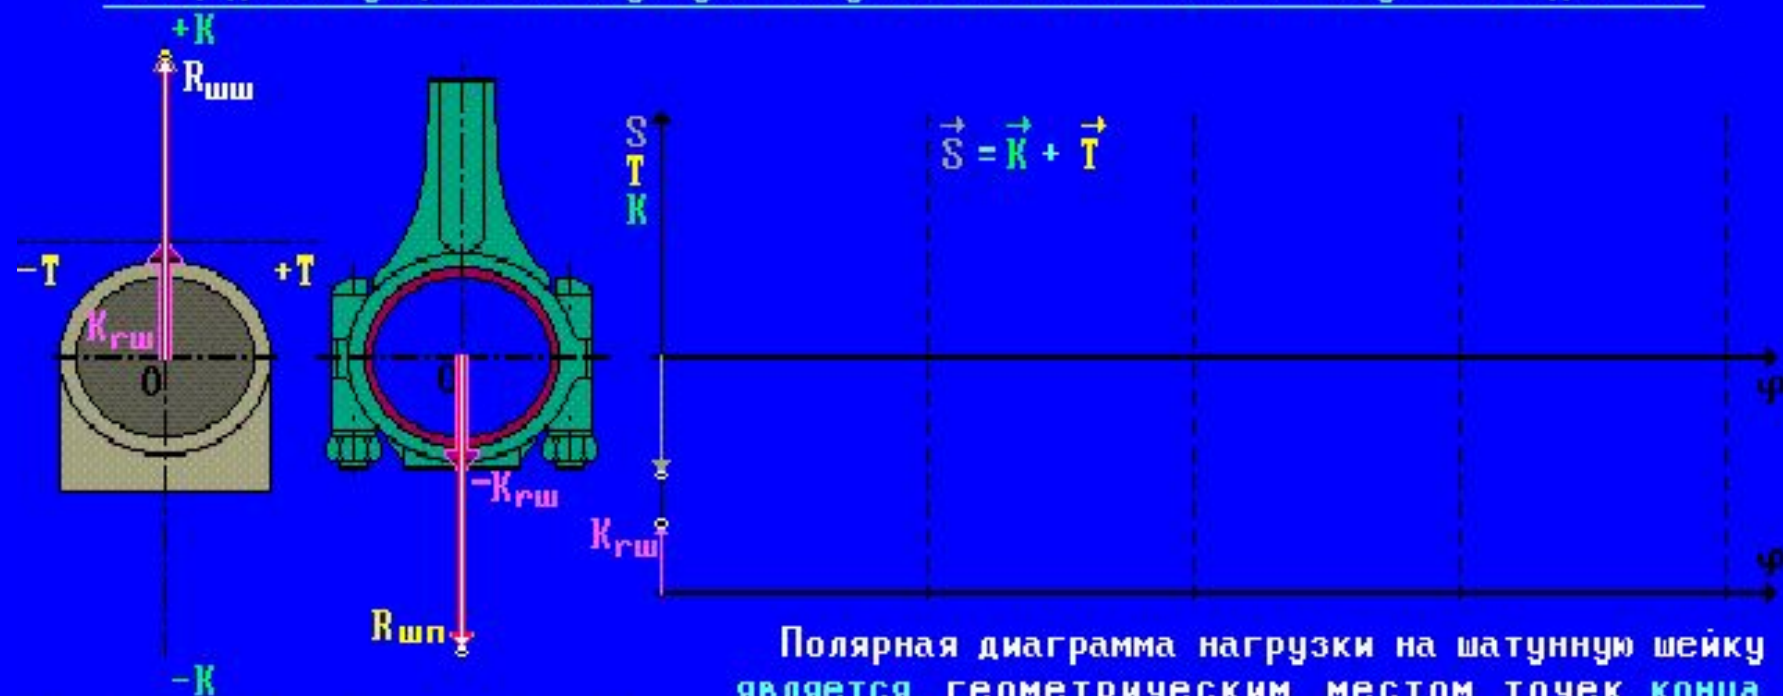 +K
Rшш
-T
+T
Krш
0
0
-Krш
Rшп
-K
S
T
K
S = K + T
φ
Krш
φ
Полярная диаграмма нагрузки на шатунную шейку
является геометрическим местом точек конца